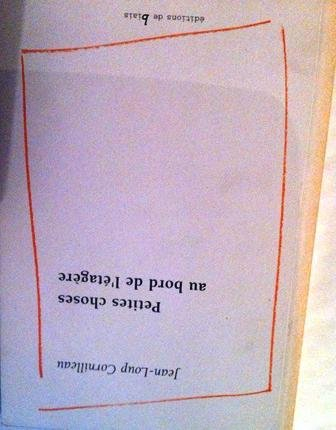 Jean-Loup Cornilleau
Petites choses
au bord de l'étagère
éditions de biais